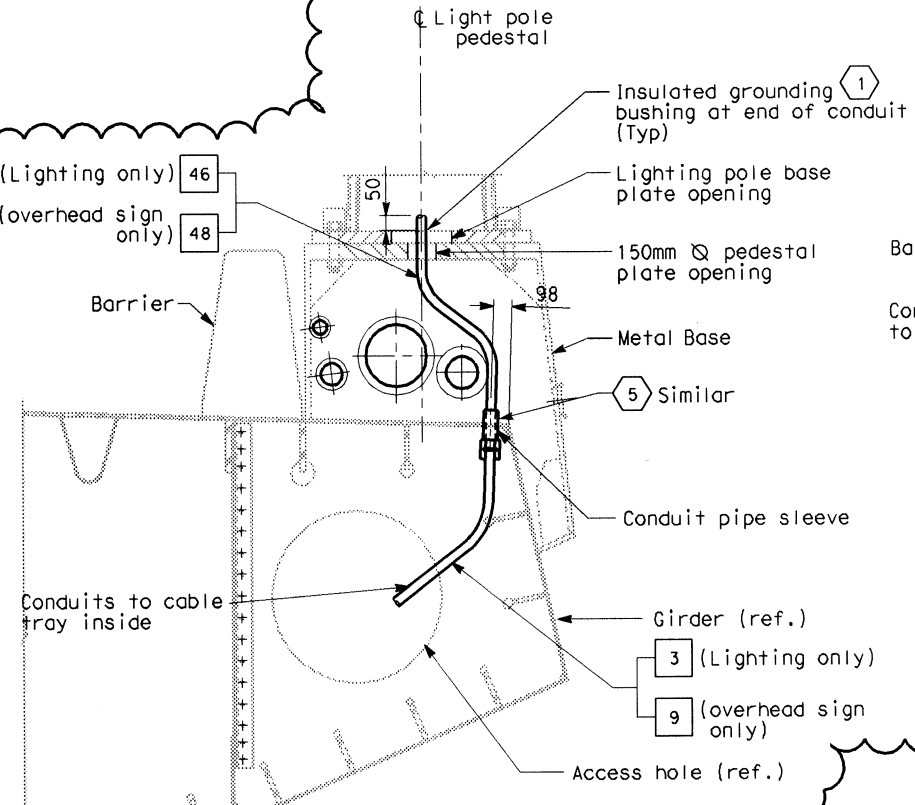 ℄ Light pole
pedestal
Insulated grounding 1
bushing at end of conduit
(Typ)
(Lighting only) 46
50
Lighting pole base
plate opening
(overhead sign
only) 48
150mm Ø pedestal
plate opening
Ba
98
Barrier
Con
to
Metal Base
5 Similar
Conduit pipe sleeve
Conduits to cable
tray inside
Girder (ref.)
3 (Lighting only)
9 (overhead sign
only)
Access hole (ref.)